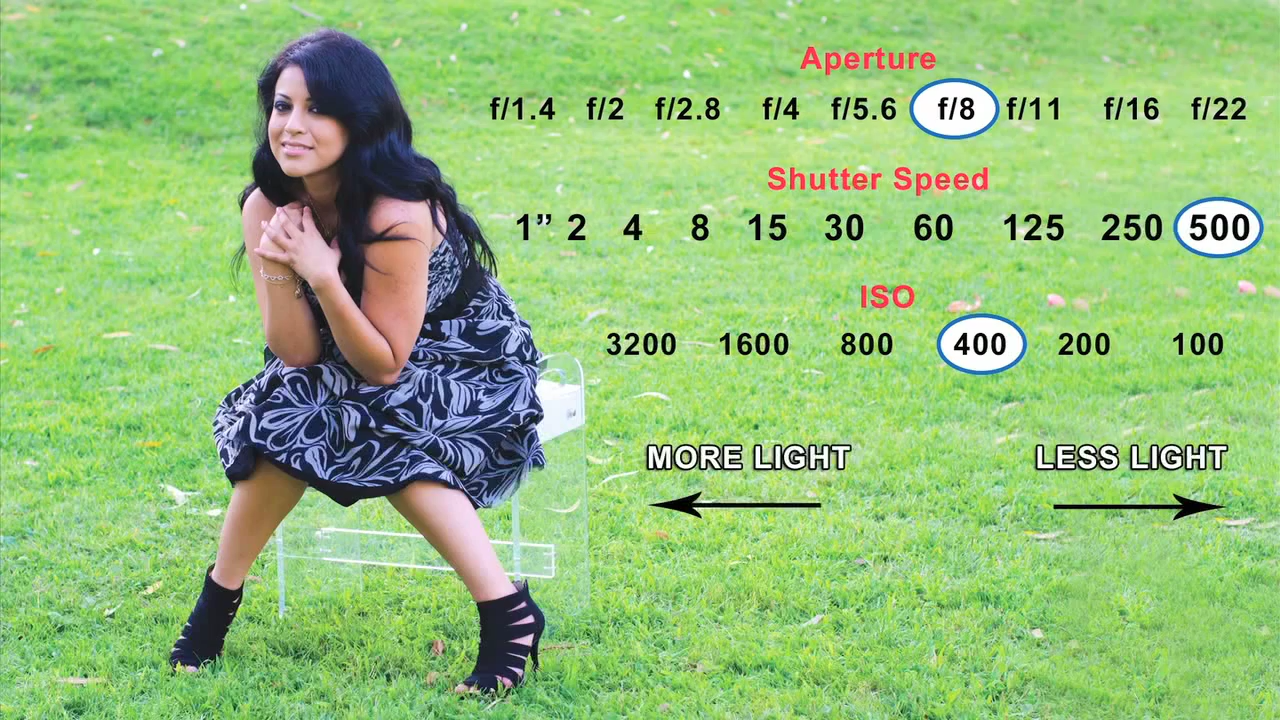 Aperture
f/1.4 f/2 f/2.8 f/4 f/5.6 f/8 f/11 f/16 f/22
Shutter Speed
1” 2 4 8 15 30 60 125 250 500
ISO
3200 1600 800 400 200 100
MORE LIGHT LESS LIGHT